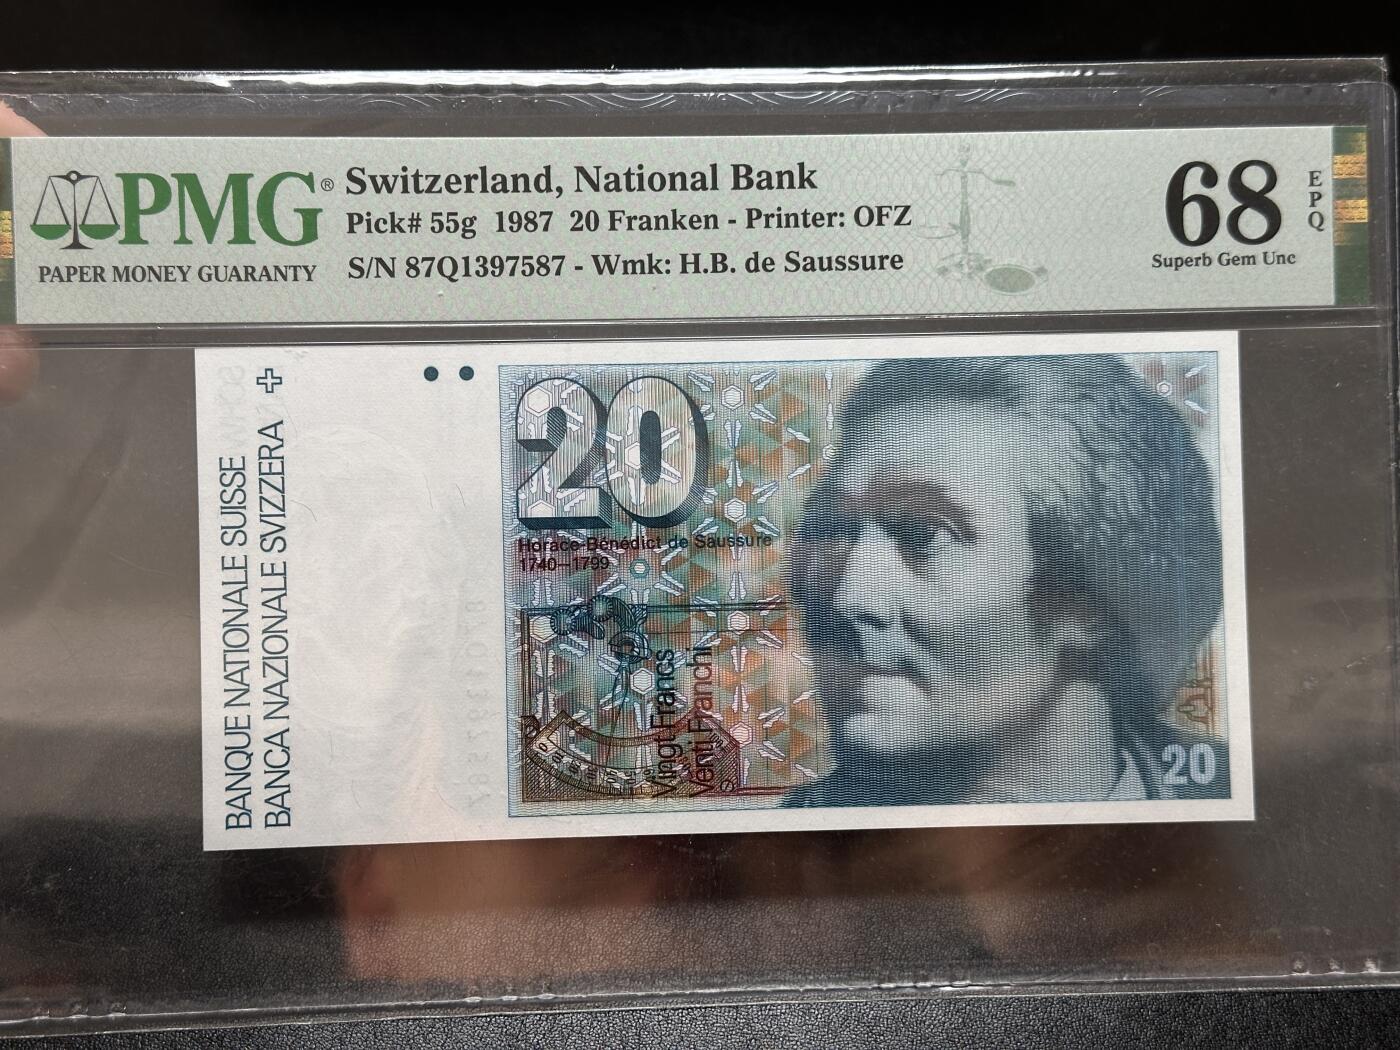 PMG®
PAPER MONEY GUARANTY
Switzerland, National Bank
Pick# 55g 1987 20 Franken - Printer: OFZ
S/N 87Q1397587 - Wmk: H.B. de Saussure
68
EPQ
Superb Gem Unc
BANQUE NATIONALE SUISSE
BANCA NAZIONALE SVIZZERA
20
Horace-Bénédict de Saussure
1740–1799
Vingt Francs
Venti Franchi
20